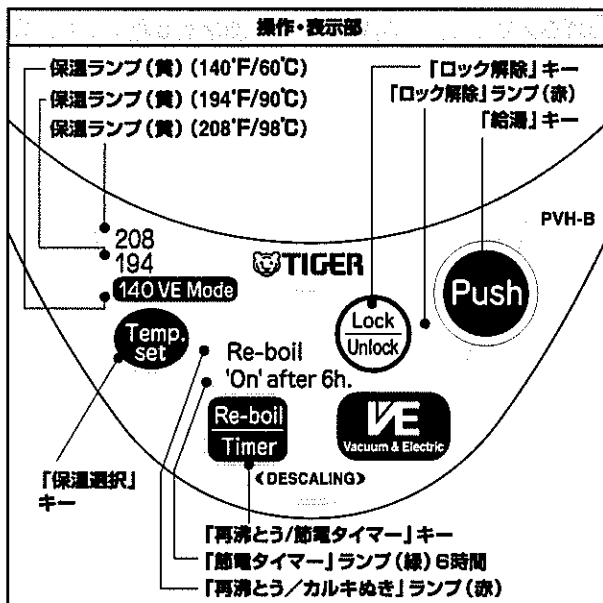 操作・表示部
保温ランプ(黄)(140°F/60℃)
保温ランプ(黄)(194°F/90℃)
保温ランプ(黄)(208°F/98℃)
「ロック解除」キー
「ロック解除」ランプ(赤)
「給湯」キー
PVH-B
208
194
140 VE Mode
TIGER
Push
Lock
Unlock
Temp.
set
Re-boil
'On' after 6h.
Re-boil
Timer
VE
Vacuum & Electric
《DESCALING》
「保温選択」
キー
「再沸とう/節電タイマー」キー
「節電タイマー」ランプ(緑)6時間
「再沸とう/カルキぬき」ランプ(赤)